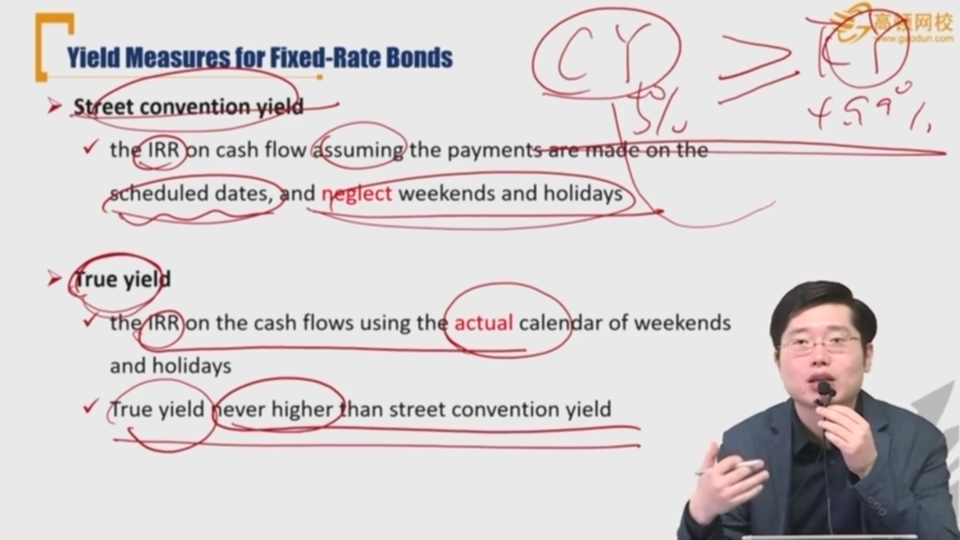 高顿网校
www.gaodun.com
Yield Measures for Fixed-Rate Bonds
CY ≥ TY
5%
Street convention yield
the IRR on cash flow assuming the payments are made on the
scheduled dates, and neglect weekends and holidays
True yield
the IRR on the cash flows using the actual calendar of weekends
and holidays
True yield never higher than street convention yield